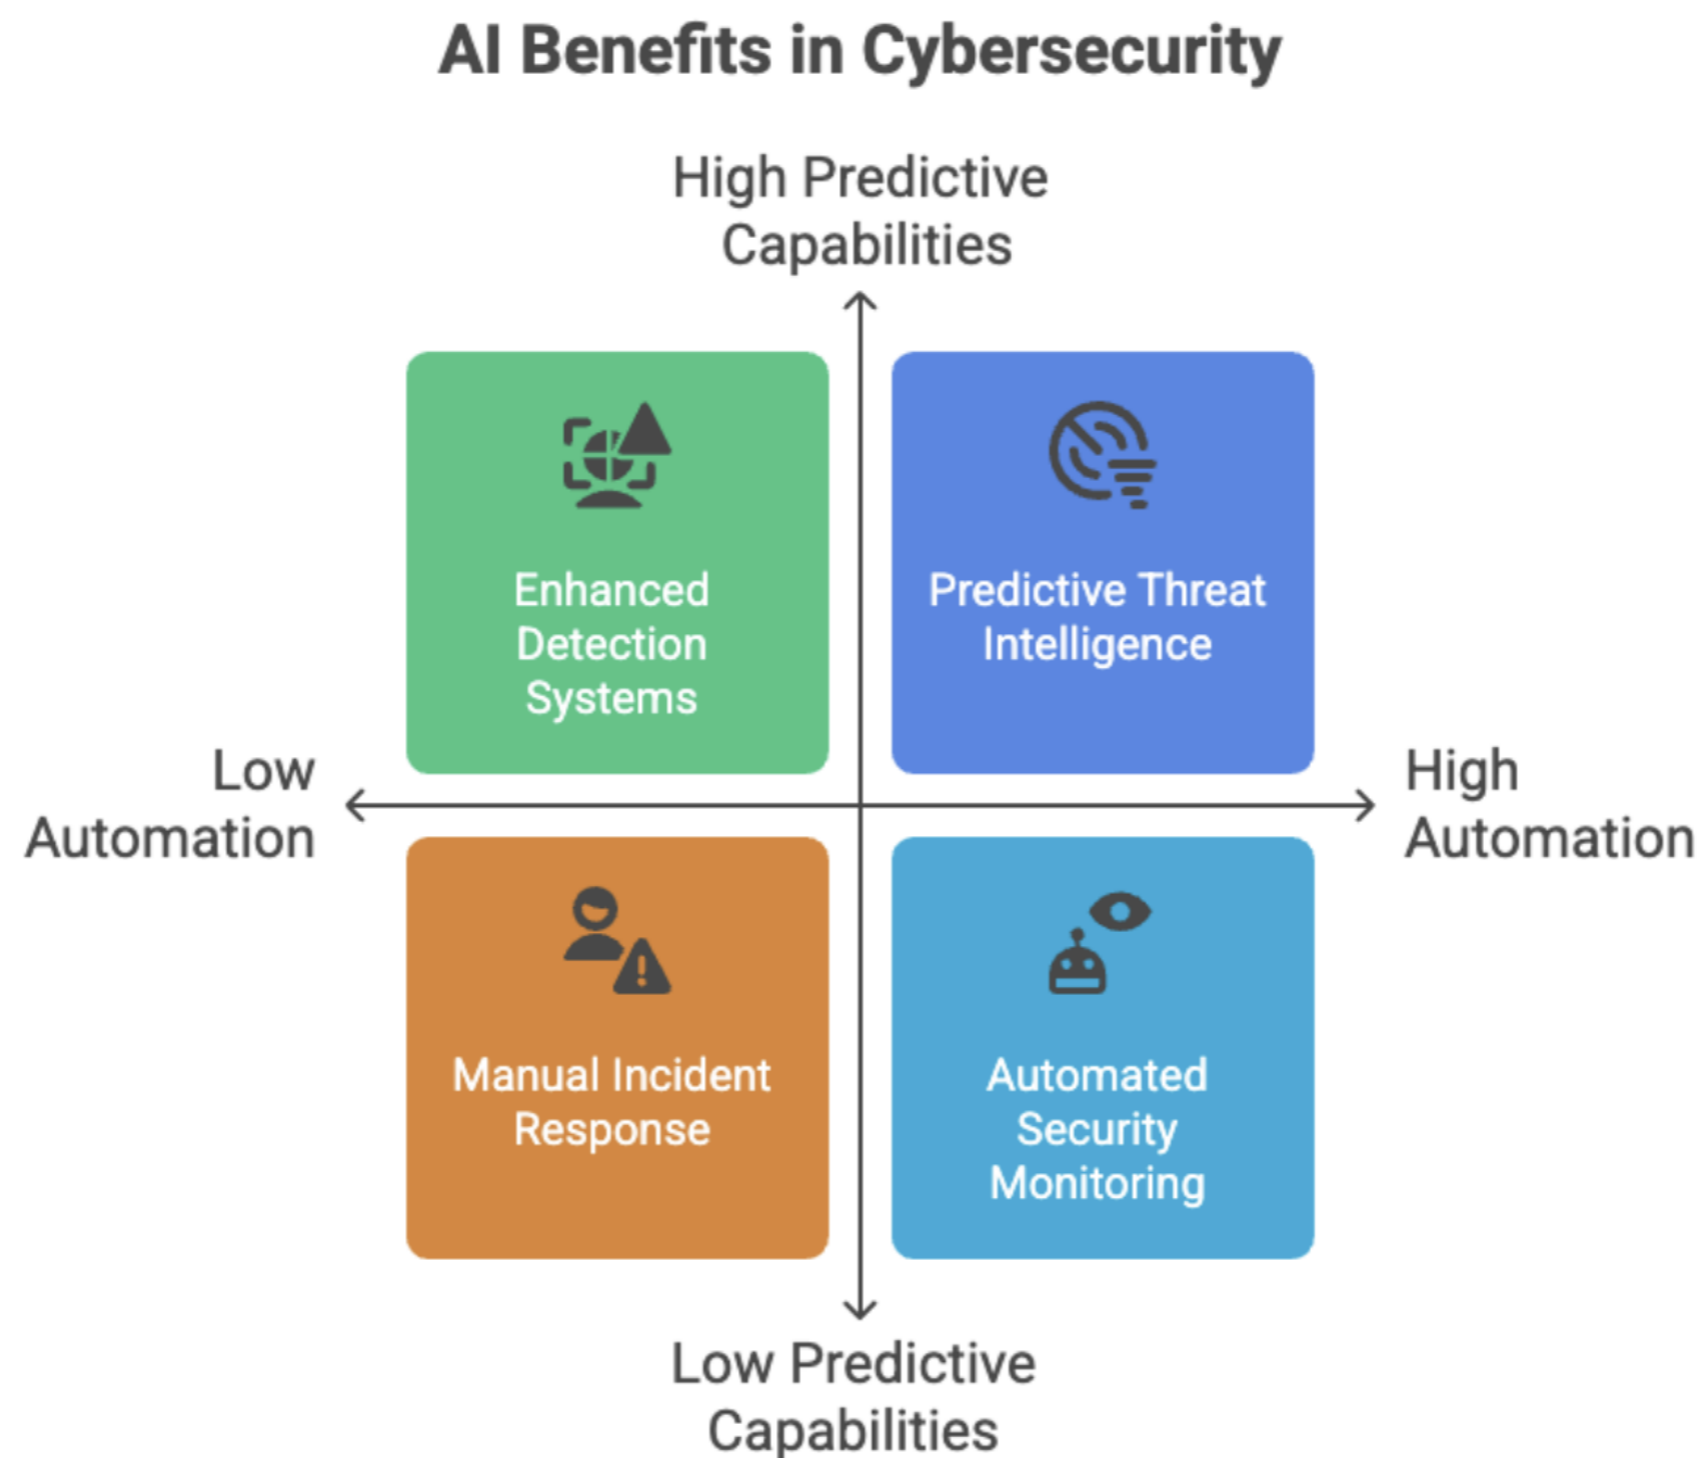 AI Benefits in Cybersecurity
High Predictive
Capabilities
Enhanced
Detection
Systems
Predictive Threat
Intelligence
Low
Automation
High
Automation
Manual Incident
Response
Automated
Security
Monitoring
Low Predictive
Capabilities